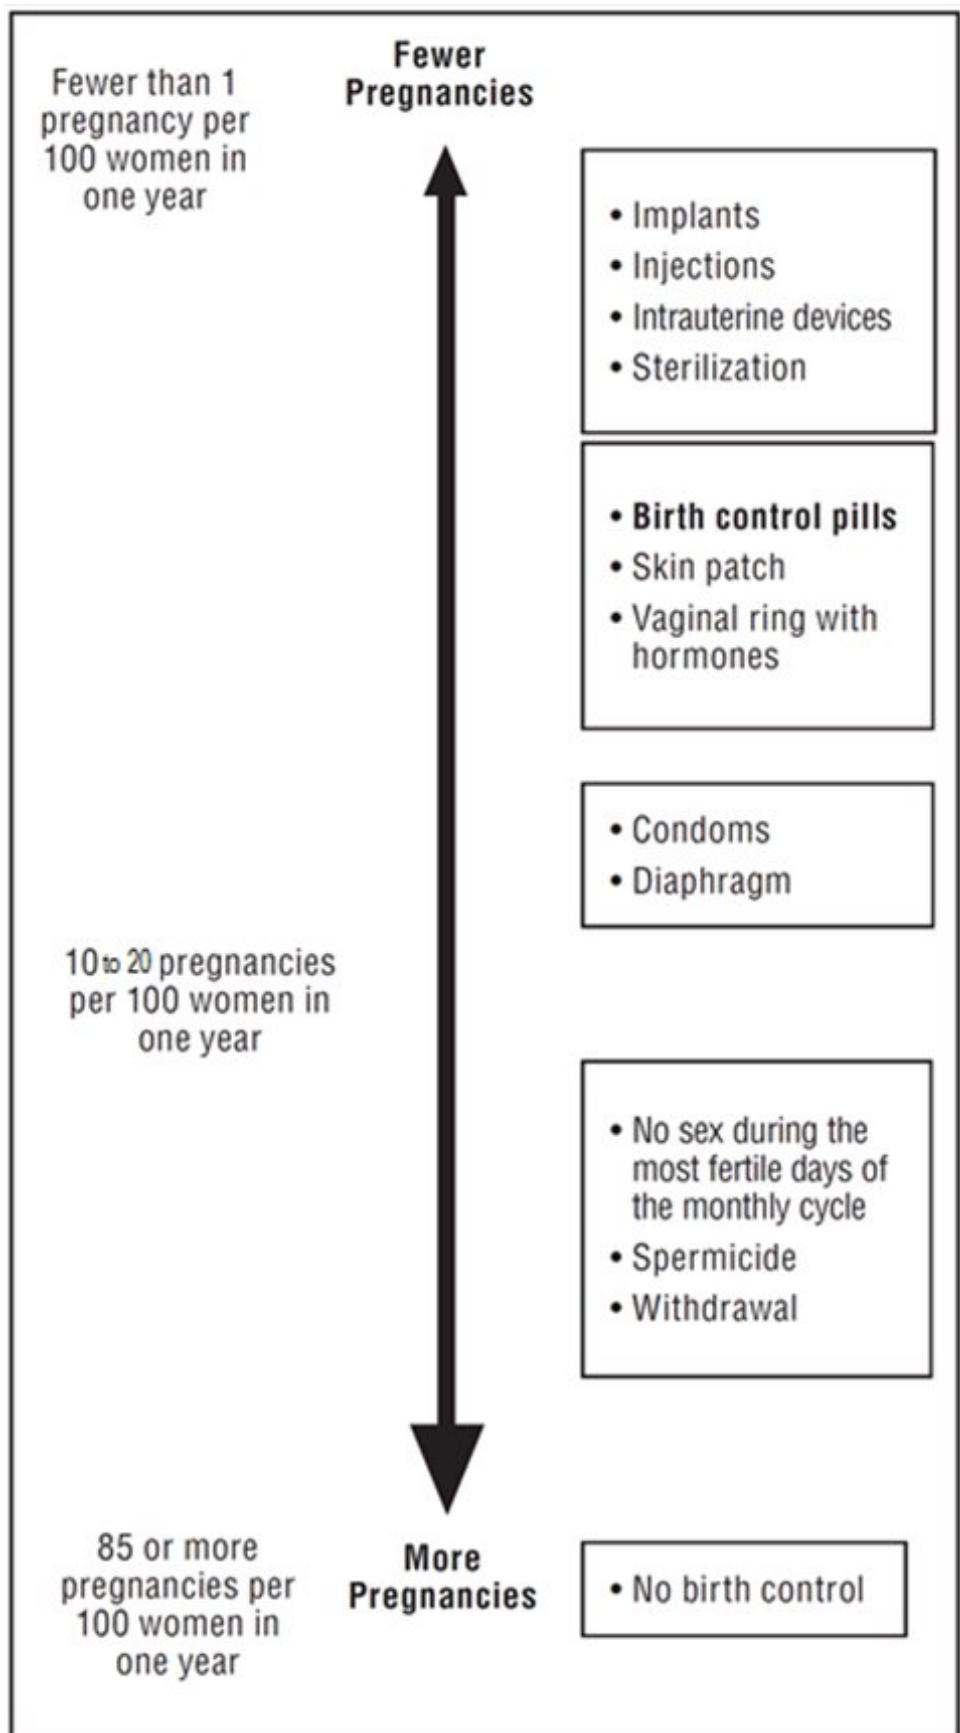 Fewer than 1
pregnancy per
100 women in
one year
Fewer
Pregnancies
• Implants
• Injections
• Intrauterine devices
• Sterilization
• Birth control pills
• Skin patch
• Vaginal ring with
hormones
• Condoms
• Diaphragm
10 to 20 pregnancies
per 100 women in
one year
• No sex during the
most fertile days of
the monthly cycle
• Spermicide
• Withdrawal
85 or more
pregnancies per
100 women in
one year
More
Pregnancies
• No birth control